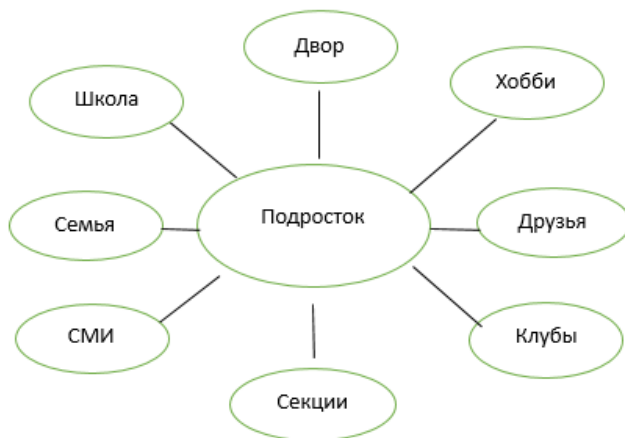 Двор
Хобби
Школа
Подросток
Семья
Друзья
СМИ
Клубы
Секции